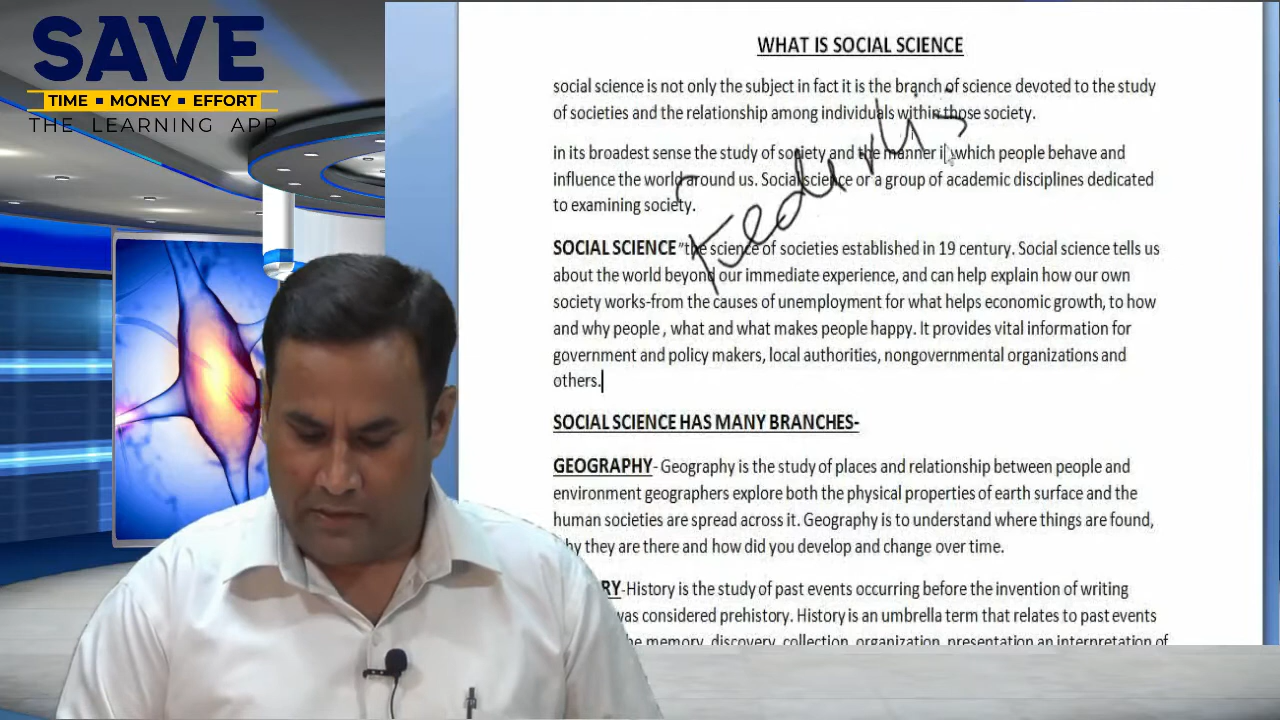 SAVE
TIME ▪ MONEY ▪ EFFORT
THE LEARNING APP
WHAT IS SOCIAL SCIENCE
social science is not only the subject in fact it is the branch of science devoted to the study
of societies and the relationship among individuals within those society.
in its broadest sense the study of society and the manner in which people behave and
influence the world around us. Social science or a group of academic disciplines dedicated
to examining society.
SOCIAL SCIENCE "the science of societies established in 19 century. Social science tells us
about the world beyond our immediate experience, and can help explain how our own
society works-from the causes of unemployment for what helps economic growth, to how
and why people , what and what makes people happy. It provides vital information for
government and policy makers, local authorities, nongovernmental organizations and
others.
SOCIAL SCIENCE HAS MANY BRANCHES-
GEOGRAPHY- Geography is the study of places and relationship between people and
environment geographers explore both the physical properties of earth surface and the
human societies are spread across it. Geography is to understand where things are found,
they are there and how did you develop and change over time.
RY-History is the study of past events occurring before the invention of writing
was considered prehistory. History is an umbrella term that relates to past events
memory, discovery, collection, organization, presentation an interpretation of